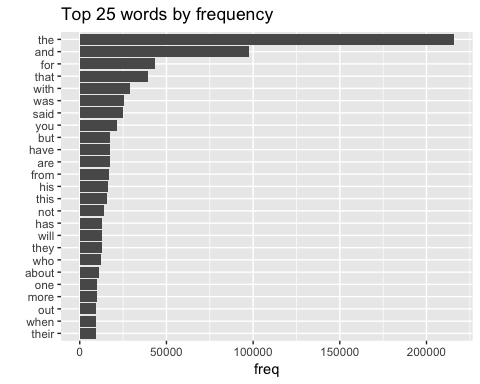 Top 25 words by frequency
the
and
for
that
with
was
said
you
but
have
are
from
his
this
not
has
will
they
who
about
one
more
out
when
their
0 50000 100000 150000 200000
freq